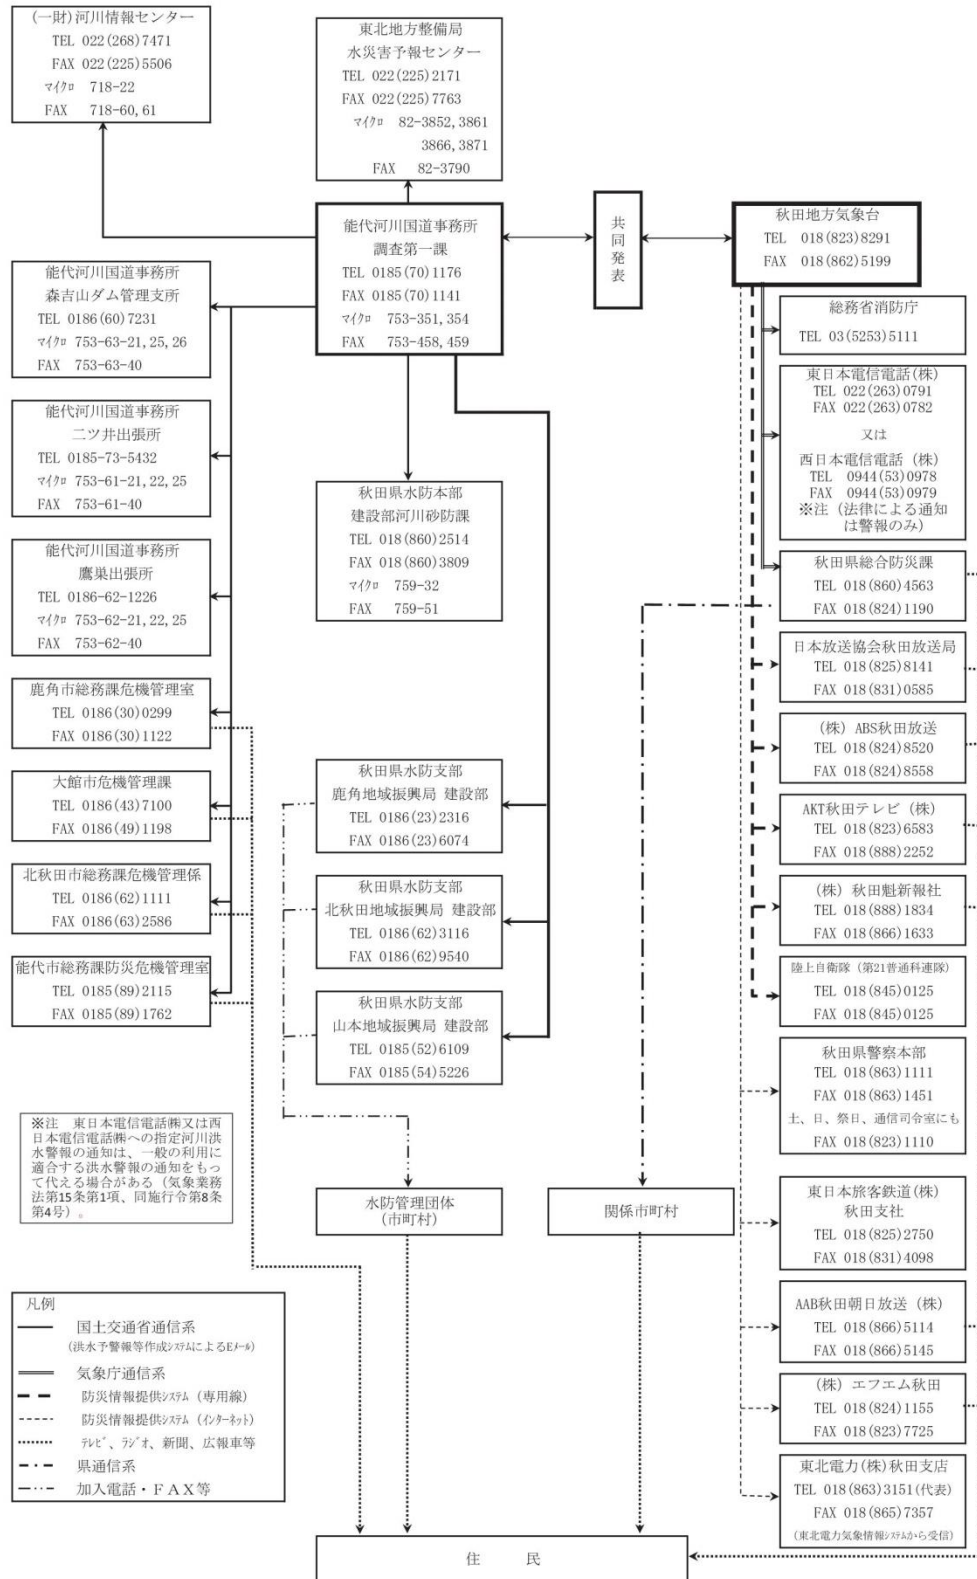 (一財)河川情報センター
TEL 022(268)7471
FAX 022(225)5506
マイクロ 718-22
FAX 718-60,61
東北地方整備局
水災害予報センター
TEL 022(225)2171
FAX 022(225)7763
マイクロ 82-3852,3861
3866,3871
FAX 82-3790
能代河川国道事務所
調査第一課
TEL 0185(70)1176
FAX 0185(70)1141
マイクロ 753-351,354
FAX 753-458,459
共同発表
秋田地方気象台
TEL 018(823)8291
FAX 018(862)5199
能代河川国道事務所
森吉山ダム管理支所
TEL 0186(60)7231
マイクロ 753-63-21,25,26
FAX 753-63-40
能代河川国道事務所
二ツ井出張所
TEL 0185-73-5432
マイクロ 753-61-21,22,25
FAX 753-61-40
能代河川国道事務所
鷹巣出張所
TEL 0186-62-1226
マイクロ 753-62-21,22,25
FAX 753-62-40
鹿角市総務課危機管理室
TEL 0186(30)0299
FAX 0186(30)1122
大館市危機管理課
TEL 0186(43)7100
FAX 0186(49)1198
北秋田市総務課危機管理係
TEL 0186(62)1111
FAX 0186(63)2586
能代市総務課防災危機管理室
TEL 0185(89)2115
FAX 0185(89)1762
秋田県水防本部
建設部河川砂防課
TEL 018(860)2514
FAX 018(860)3809
マイクロ 759-32
FAX 759-51
秋田県水防支部
鹿角地域振興局 建設部
TEL 0186(23)2316
FAX 0186(23)6074
秋田県水防支部
北秋田地域振興局 建設部
TEL 0186(62)3116
FAX 0186(62)9540
秋田県水防支部
山本地域振興局 建設部
TEL 0185(52)6109
FAX 0185(54)5226
総務省消防庁
TEL 03(5253)5111
東日本電信電話(株)
TEL 022(263)0791
FAX 022(263)0782
又は
西日本電信電話 (株)
TEL 0944(53)0978
FAX 0944(53)0979
※注 (法律による通知
は警報のみ)
秋田県総合防災課
TEL 018(860)4563
FAX 018(824)1190
日本放送協会秋田放送局
TEL 018(825)8141
FAX 018(831)0585
(株) ABS秋田放送
TEL 018(824)8520
FAX 018(824)8558
AKT秋田テレビ (株)
TEL 018(823)6583
FAX 018(888)2252
(株) 秋田魁新報社
TEL 018(888)1834
FAX 018(866)1633
陸上自衛隊 (第21普通科連隊)
TEL 018(845)0125
FAX 018(845)0125
秋田県警察本部
TEL 018(863)1111
FAX 018(863)1451
土、日、祭日、通信司令室にも
FAX 018(823)1110
東日本旅客鉄道(株)
秋田支社
TEL 018(825)2750
FAX 018(831)4098
AAB秋田朝日放送 (株)
TEL 018(866)5114
FAX 018(866)5145
(株) エフエム秋田
TEL 018(824)1155
FAX 018(823)7725
東北電力(株)秋田支店
TEL 018(863)3151(代表)
FAX 018(865)7357
(東北電力気象情報システムから受信)
※注 東日本電信電話㈱又は西
日本電信電話㈱への指定河川洪
水警報の通知は、一般の利用に
適合する洪水警報の通知をもっ
て代える場合がある (気象業務
法第15条第1項、同施行令第8条
第4号) 。
水防管理団体
(市町村)
関係市町村
凡例
国土交通省通信系
(洪水予警報等作成システムによるEメール)
気象庁通信系
防災情報提供システム (専用線)
防災情報提供システム (インターネット)
テレビ、ラジオ、新聞、広報車等
県通信系
加入電話・FAX等
住 民